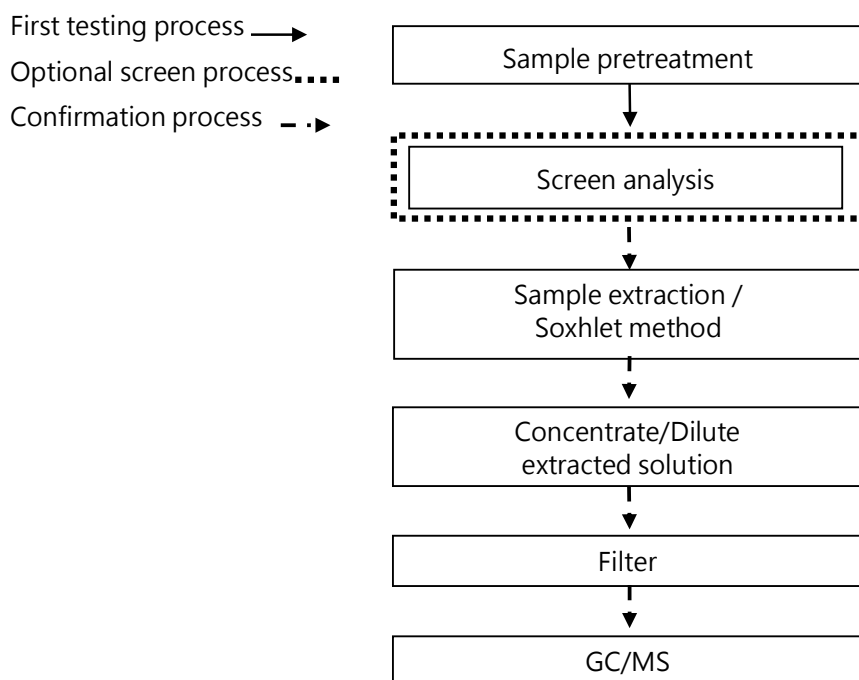 First testing process
Optional screen process
Confirmation process
Sample pretreatment
Screen analysis
Sample extraction /
Soxhlet method
Concentrate/Dilute
extracted solution
Filter
GC/MS